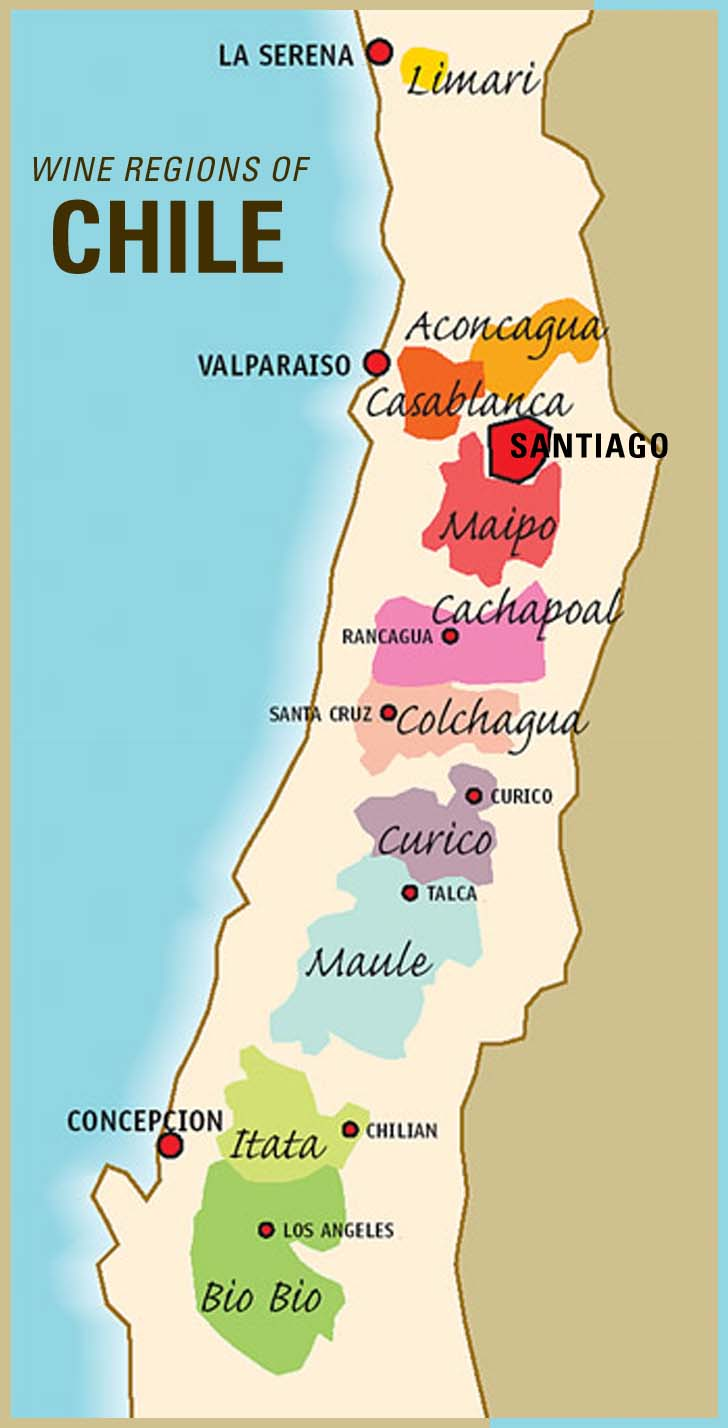 LA SERENA
Limari
WINE REGIONS OF
CHILE
Aconcagua
VALPARAISO
Casablanca
SANTIAGO
Maipo
Cachapoal
RANCAGUA
SANTA CRUZ
Colchagua
CURICO
Curico
TALCA
Maule
CONCEPCION
Itata
CHILIAN
LOS ANGELES
Bio Bio